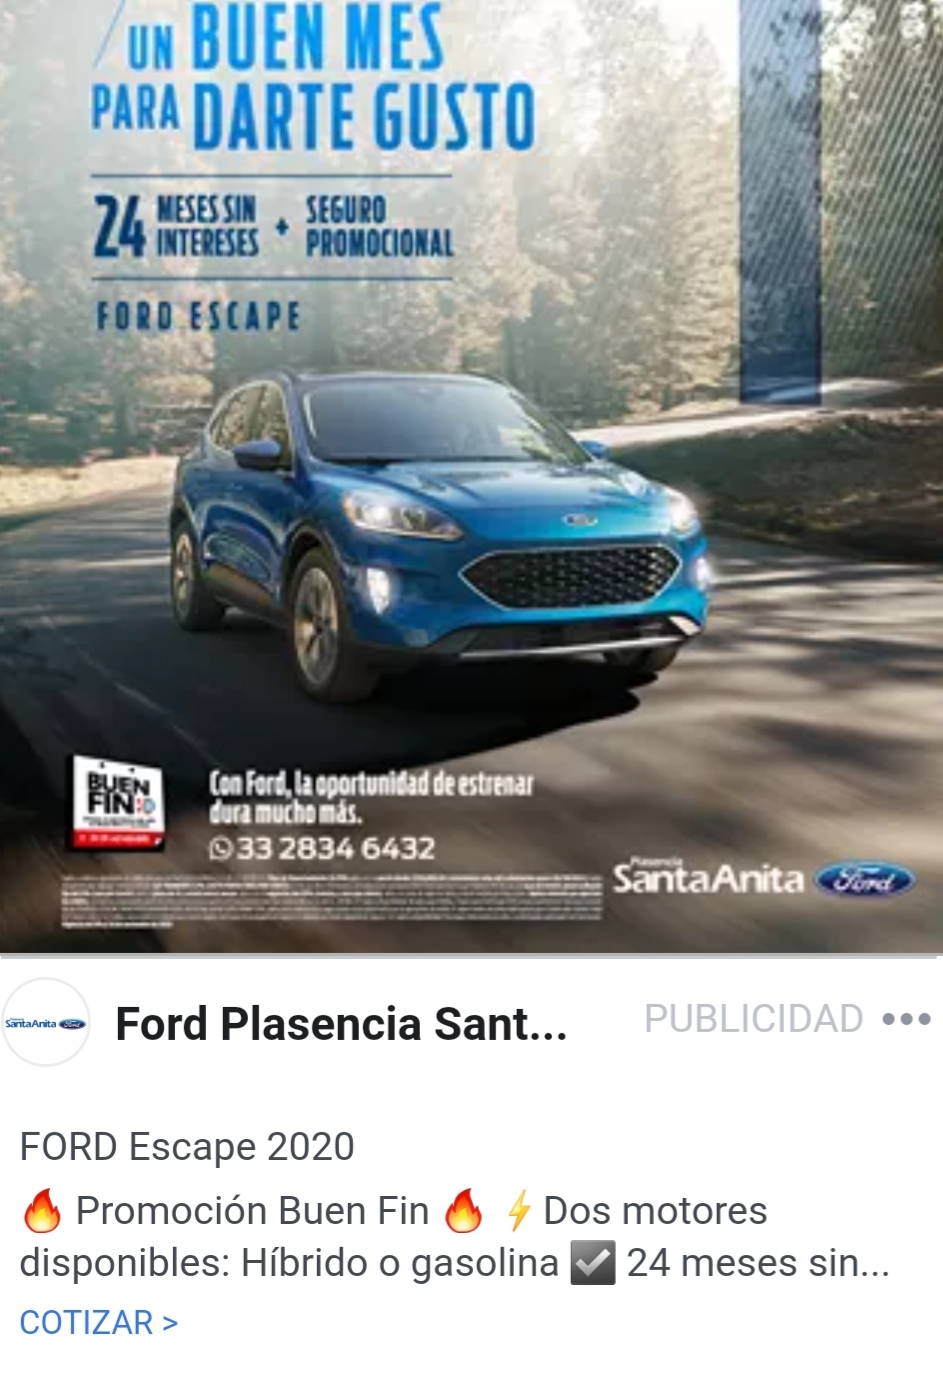 UN BUEN MES
PARA DARTE GUSTO
24 MESES SIN INTERESES + SEGURO PROMOCIONAL
FORD ESCAPE
BUEN
FIN
Con Ford, la oportunidad de estrenar
dura mucho más.
33 2834 6432
Plasencia
SantaAnita Ford
SantaAnita Ford
Ford Plasencia Sant...
PUBLICIDAD
FORD Escape 2020
🔥 Promoción Buen Fin 🔥 ⚡Dos motores
disponibles: Híbrido o gasolina ☑️ 24 meses sin...
COTIZAR >